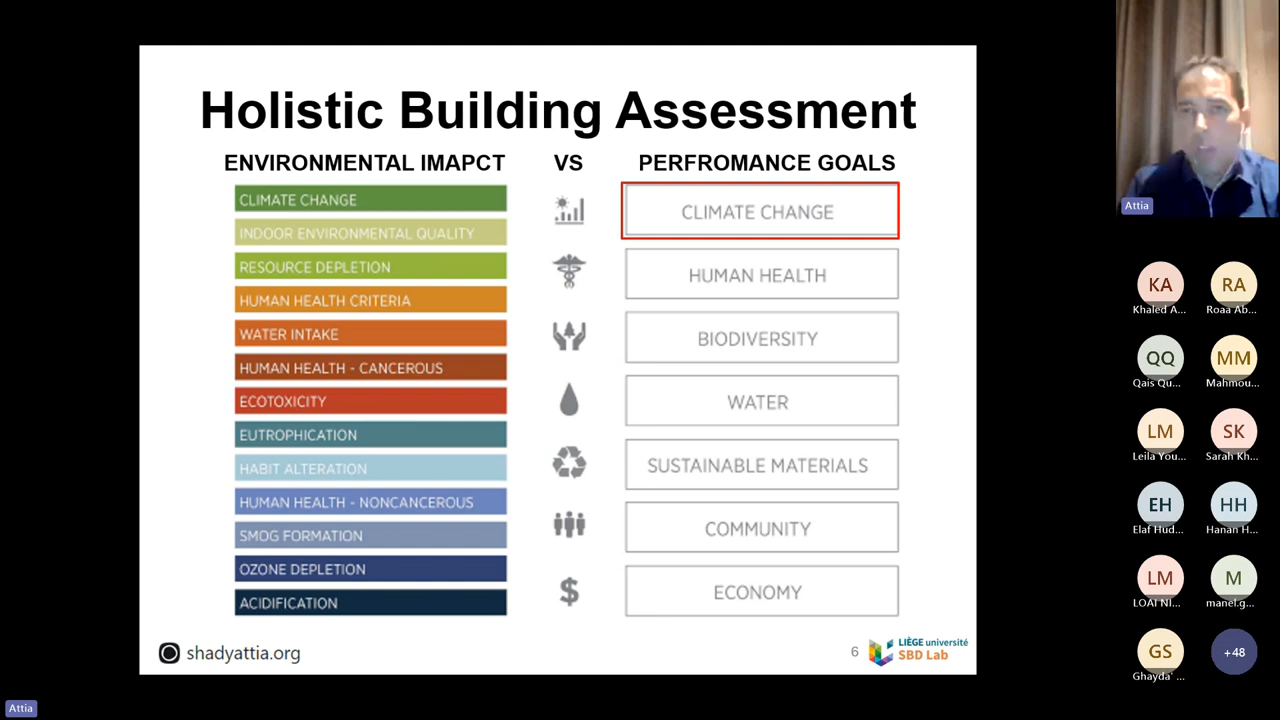 Holistic Building Assessment
ENVIRONMENTAL IMAPCT
VS
PERFROMANCE GOALS
CLIMATE CHANGE
INDOOR ENVIRONMENTAL QUALITY
RESOURCE DEPLETION
HUMAN HEALTH CRITERIA
WATER INTAKE
HUMAN HEALTH - CANCEROUS
ECOTOXICITY
EUTROPHICATION
HABIT ALTERATION
HUMAN HEALTH - NONCANCEROUS
SMOG FORMATION
OZONE DEPLETION
ACIDIFICATION
$
CLIMATE CHANGE
HUMAN HEALTH
BIODIVERSITY
WATER
SUSTAINABLE MATERIALS
COMMUNITY
ECONOMY
shadyattia.org
6
LIÈGE université
SBD Lab
Attia
KA
Khaled A...
RA
Roaa Ab...
QQ
Qais Qu...
MM
Mahmou...
LM
Leila You...
SK
Sarah Kh...
EH
Elaf Hud...
HH
Hanan H...
LM
LOAI NI...
M
manel.g...
GS
Ghayda' ...
+48
Attia